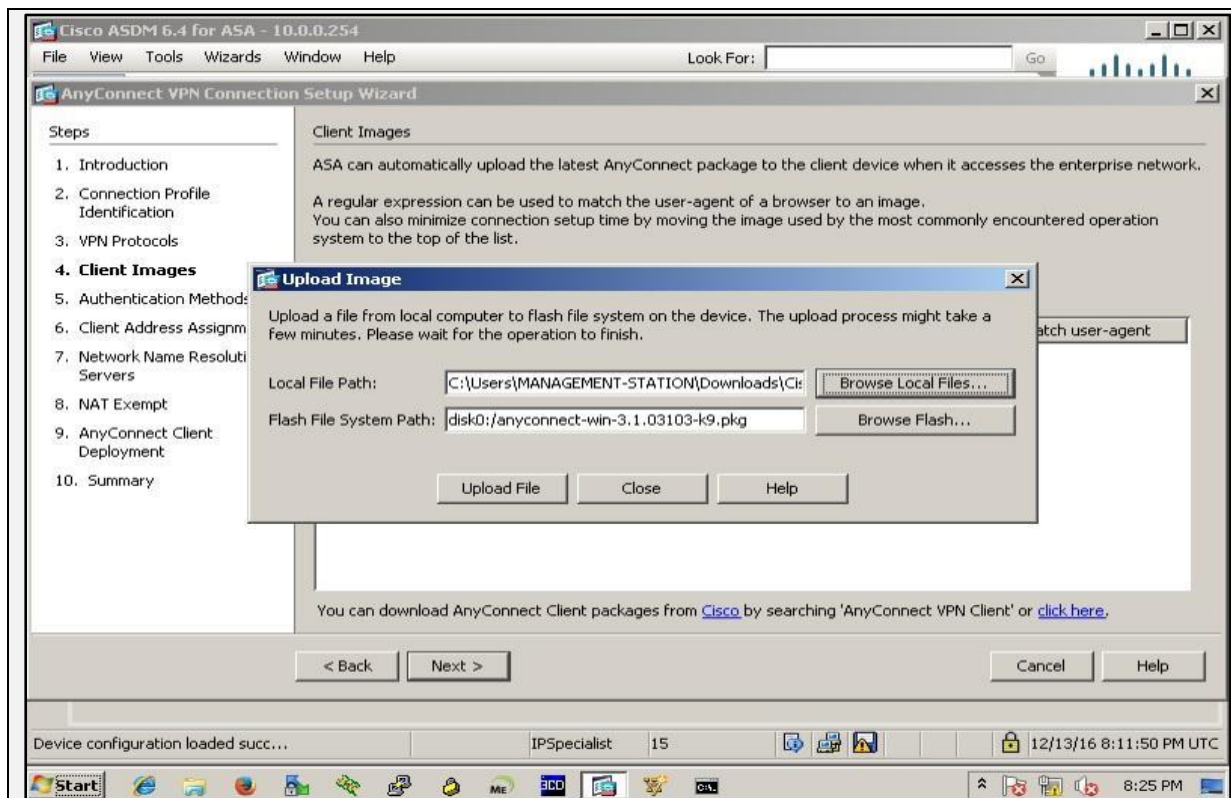 Cisco ASDM 6.4 for ASA - 10.0.0.254
File View Tools Wizards Window Help Look For: Go
AnyConnect VPN Connection Setup Wizard
Steps
1. Introduction
2. Connection Profile
Identification
3. VPN Protocols
4. Client Images
5. Authentication Methods
6. Client Address Assignm
7. Network Name Resoluti
Servers
8. NAT Exempt
9. AnyConnect Client
Deployment
10. Summary
Client Images
ASA can automatically upload the latest AnyConnect package to the client device when it accesses the enterprise network.
A regular expression can be used to match the user-agent of a browser to an image.
You can also minimize connection setup time by moving the image used by the most commonly encountered operation
system to the top of the list.
atch user-agent
Upload Image
Upload a file from local computer to flash file system on the device. The upload process might take a
few minutes. Please wait for the operation to finish.
Local File Path: C:\Users\MANAGEMENT-STATION\Downloads\Cis Browse Local Files...
Flash File System Path: disk0:/anyconnect-win-3.1.03103-k9.pkg Browse Flash...
Upload File Close Help
You can download AnyConnect Client packages from Cisco by searching 'AnyConnect VPN Client' or click here.
< Back Next > Cancel Help
Device configuration loaded succ... IPSpecialist 15 12/13/16 8:11:50 PM UTC
Start ME 3CD C:\. 8:25 PM